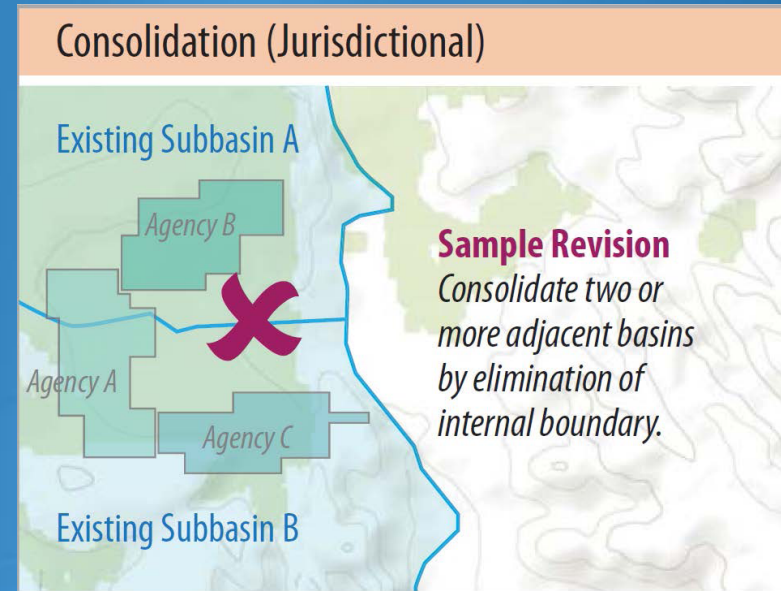 Consolidation (Jurisdictional)
Existing Subbasin A
Agency B
Agency A
Agency C
Existing Subbasin B
Sample Revision
Consolidate two or
more adjacent basins
by elimination of
internal boundary.